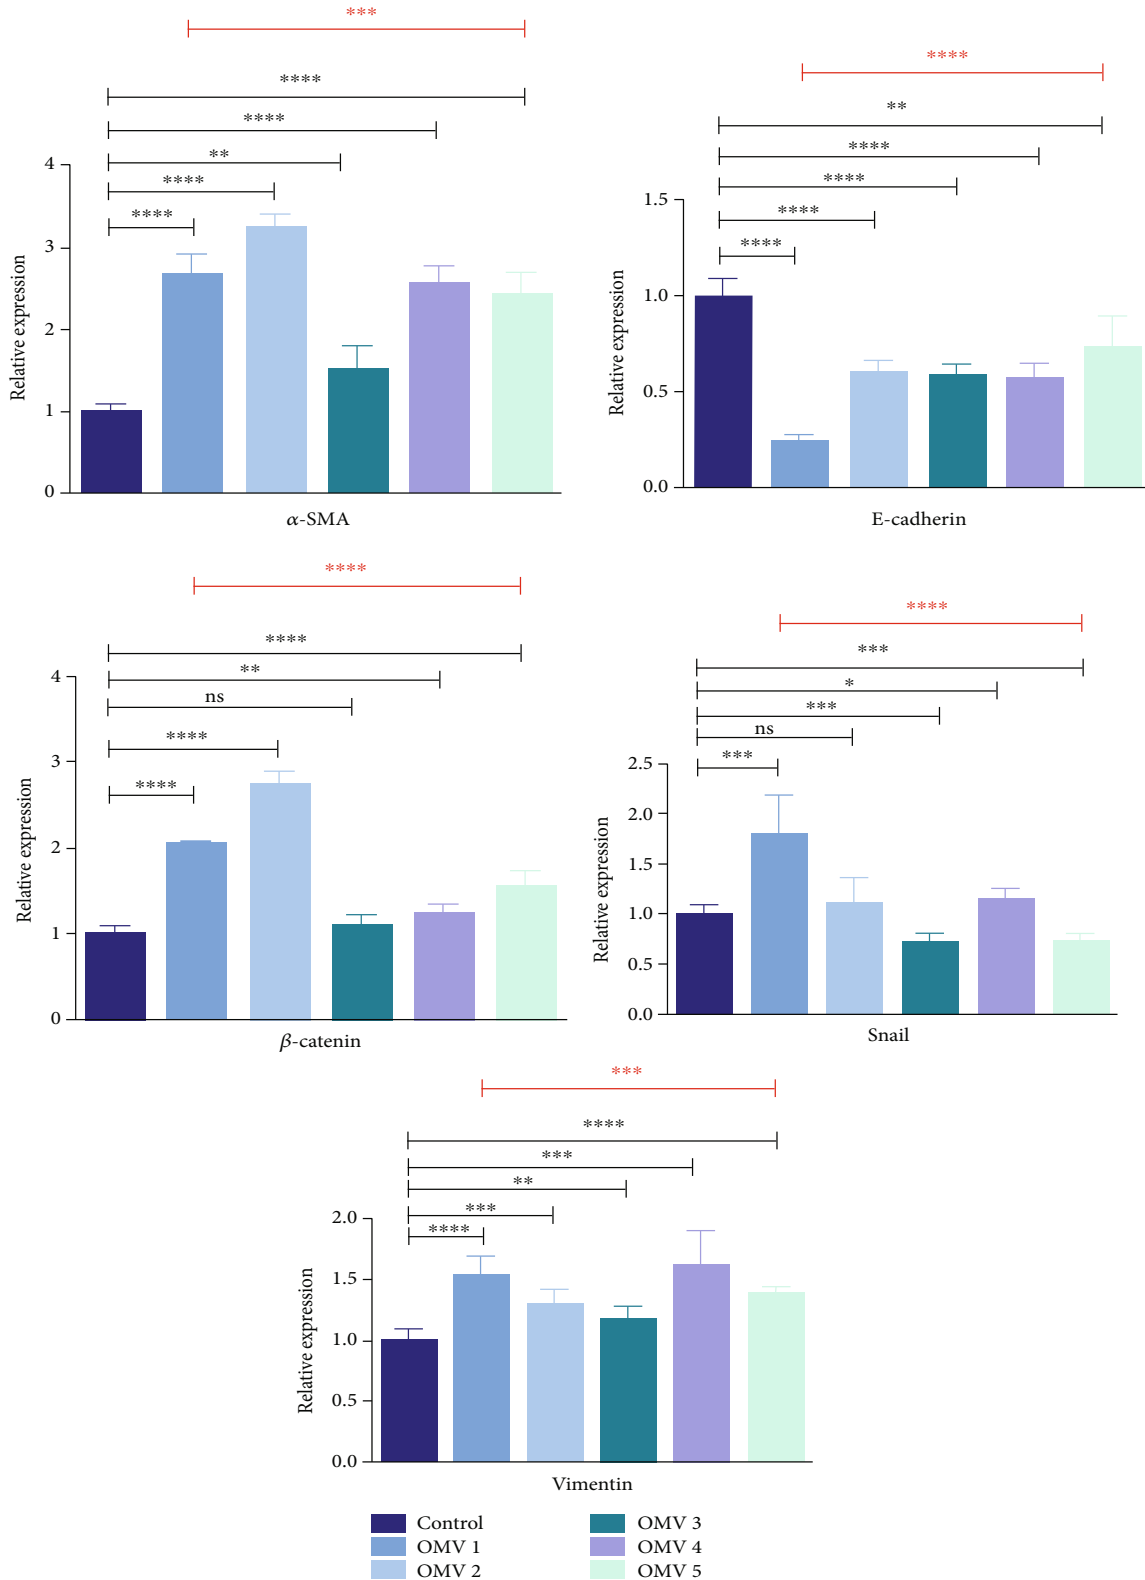 ***
****
****
**
****
****
4
3
2
1
0
Relative expression
α-SMA
****
**
****
****
****
****
1.5
1.0
0.5
0.0
Relative expression
E-cadherin
****
****
**
ns
****
****
4
3
2
1
0
Relative expression
β-catenin
****
***
*
***
ns
***
2.5
2.0
1.5
1.0
0.5
0.0
Relative expression
Snail
***
****
***
**
***
****
2.0
1.5
1.0
0.5
0.0
Relative expression
Vimentin
Control
OMV 1
OMV 2
OMV 3
OMV 4
OMV 5